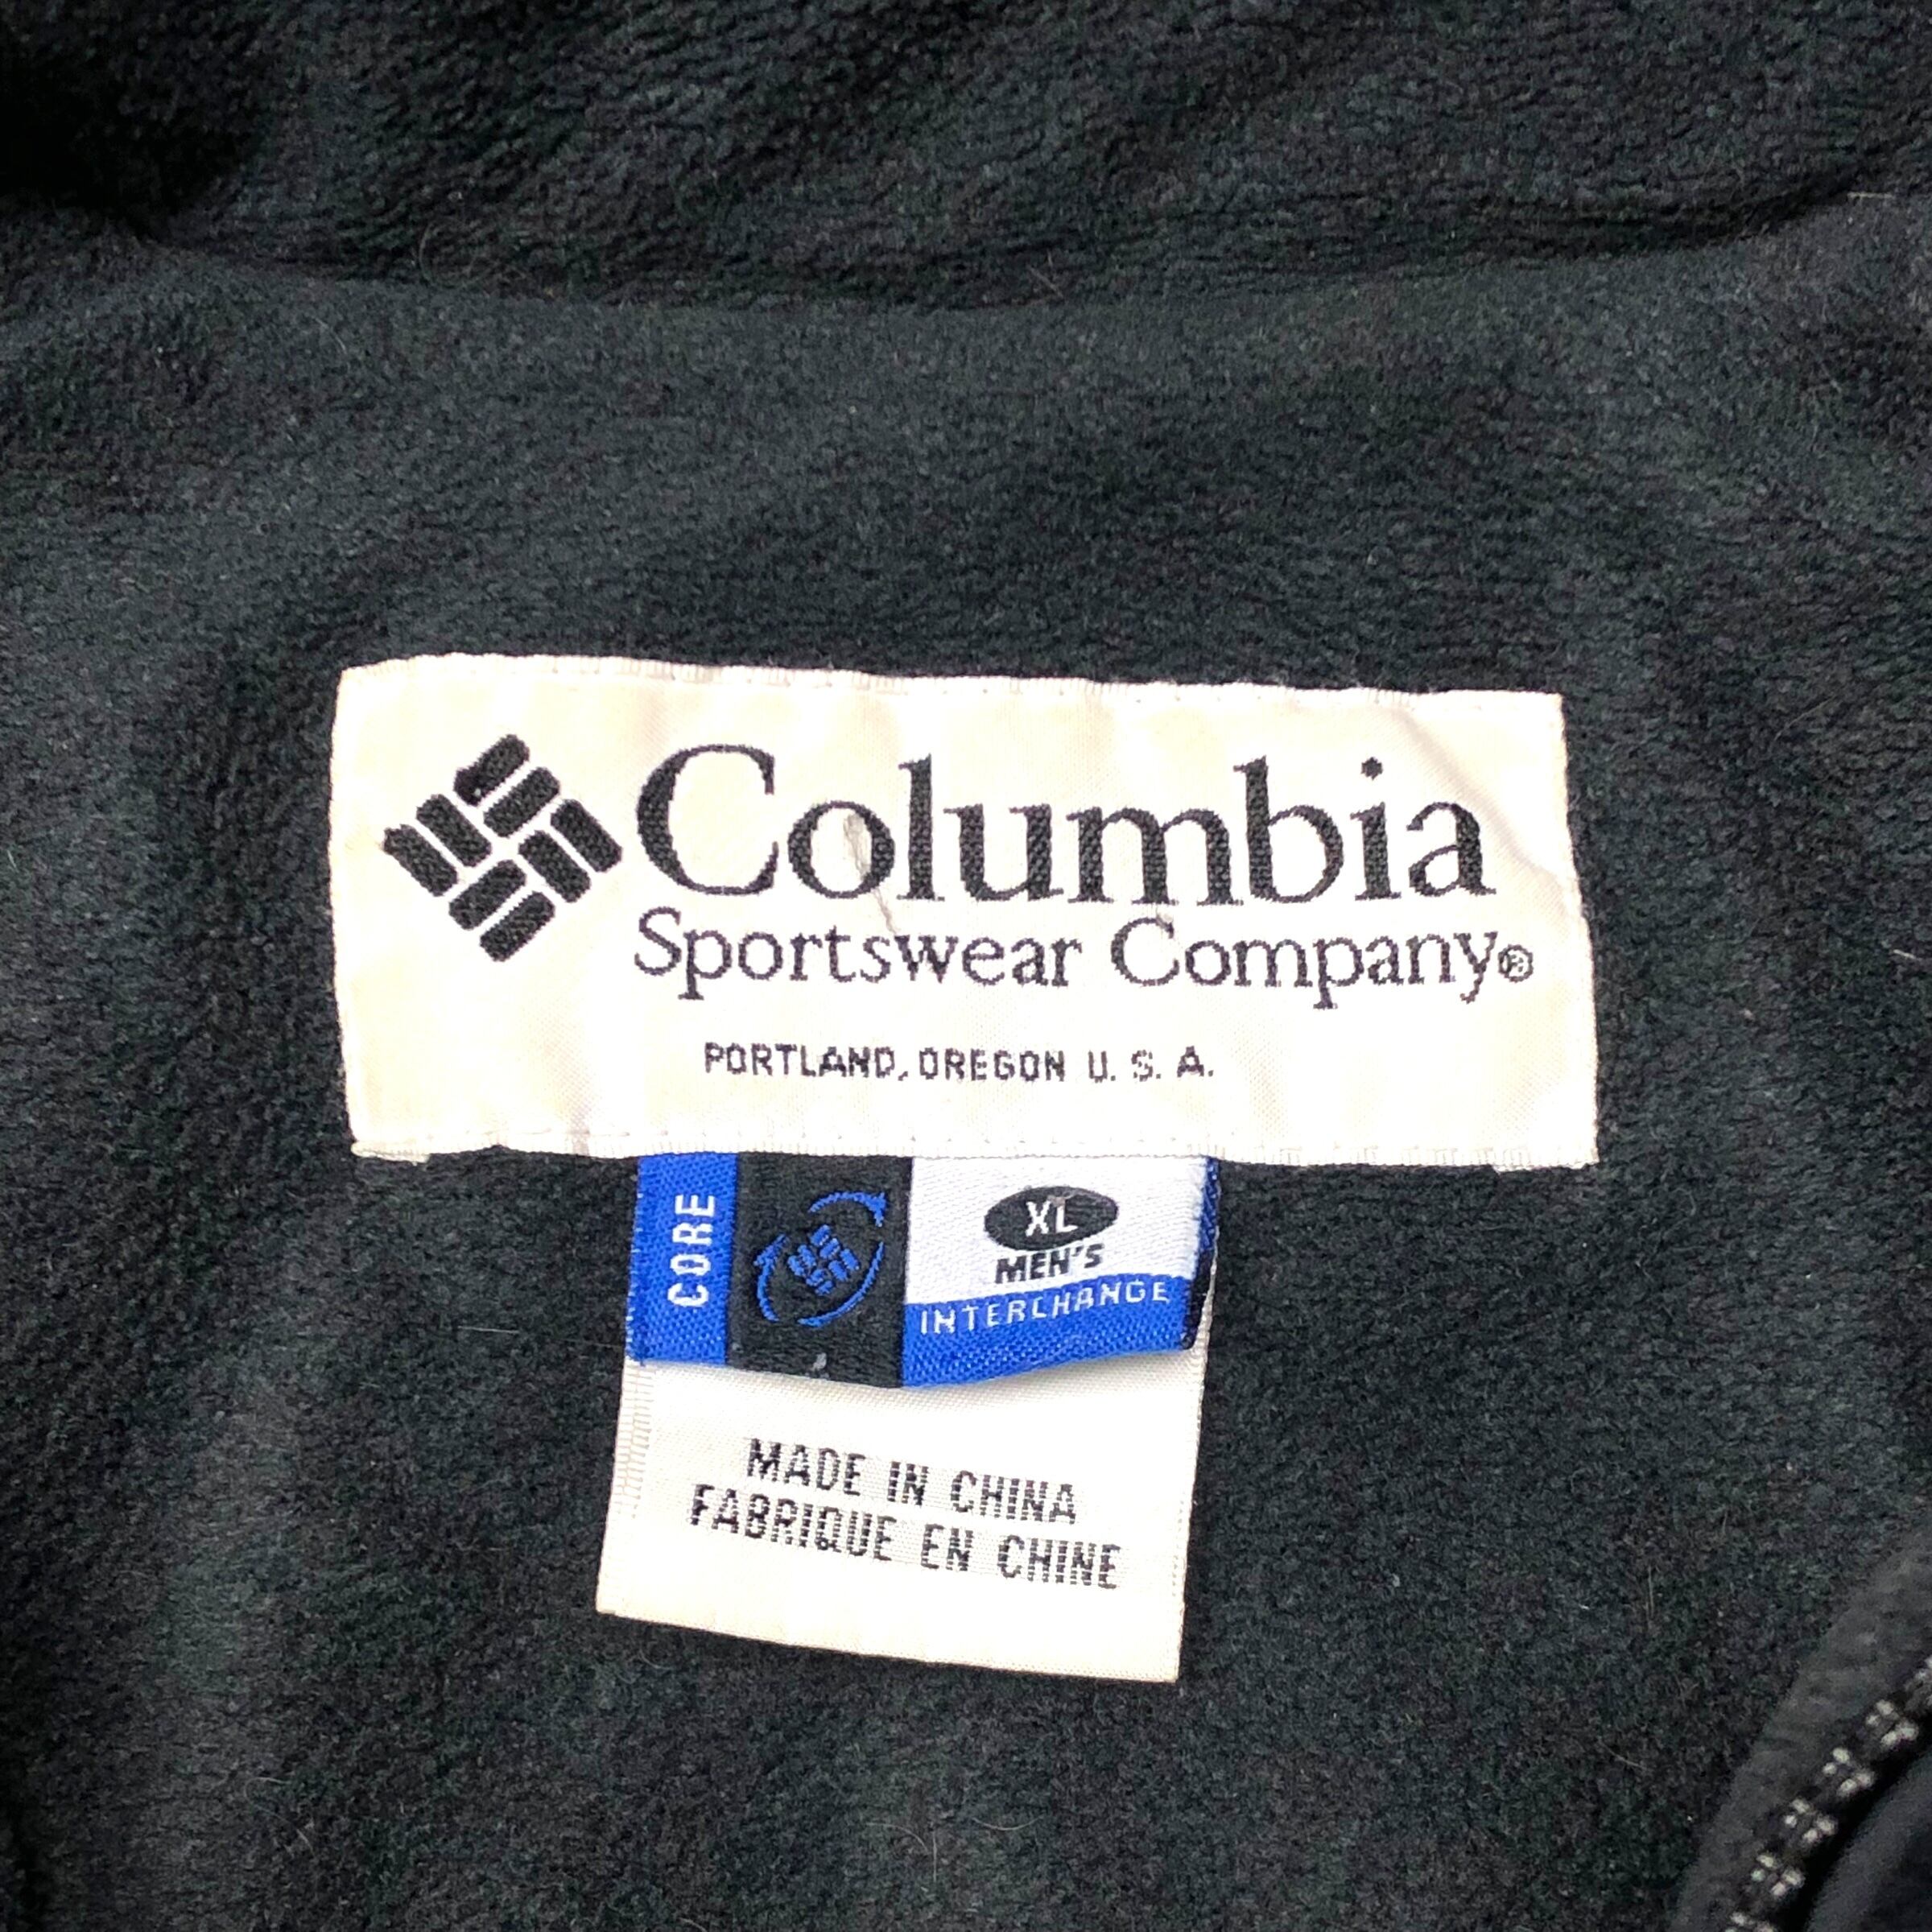 Columbia
Sportswear Company®
PORTLAND, OREGON U. S. A.
CORE
XL
MEN'S
INTERCHANGE
MADE IN CHINA
FABRIQUE EN CHINE